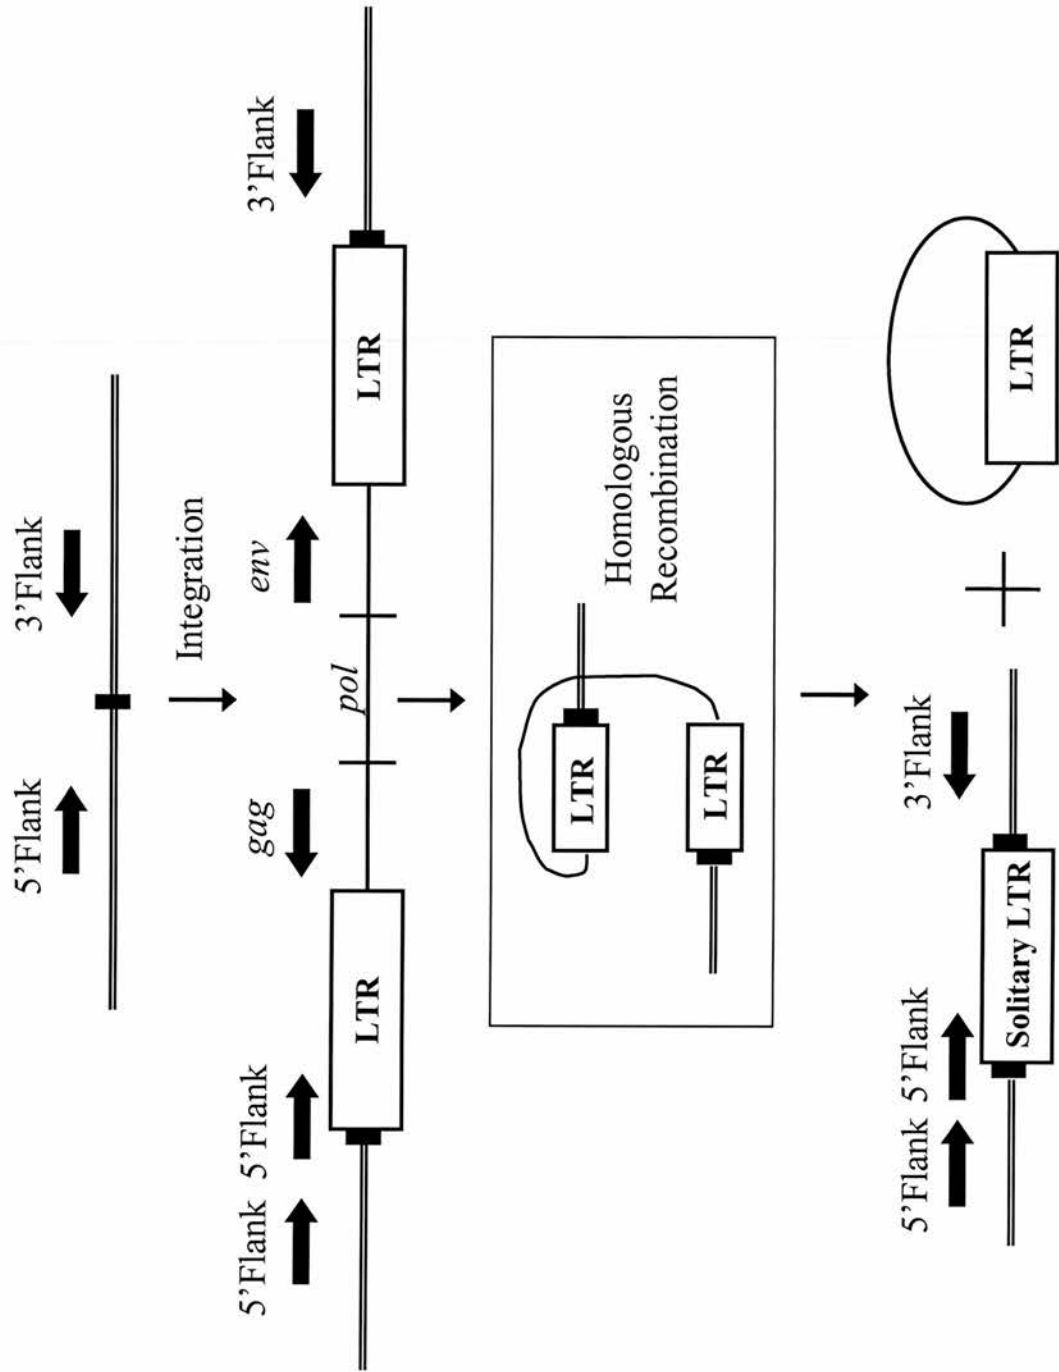 5’Flank 3’Flank
Integration
5’Flank 5’Flank gag env 3’Flank
pol
LTR LTR
LTR
Homologous
Recombination
LTR
5’Flank 5’Flank 3’Flank
Solitary LTR + LTR